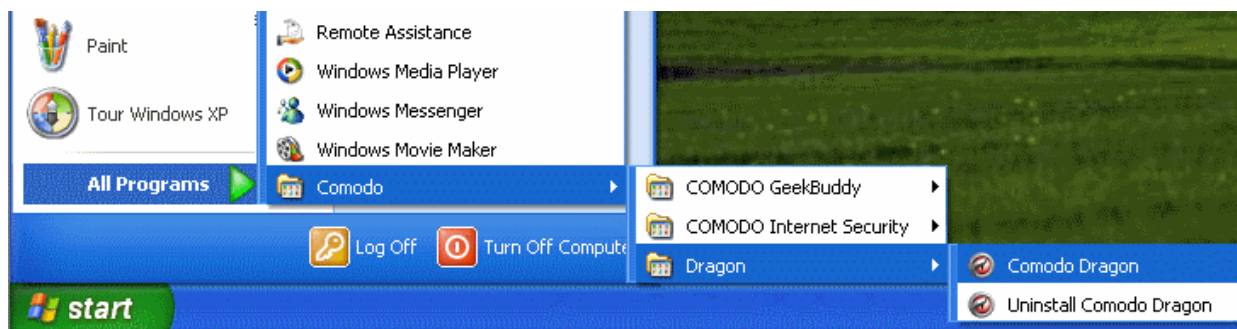 Paint
Tour Windows XP
All Programs
Remote Assistance
Windows Media Player
Windows Messenger
Windows Movie Maker
Comodo
COMODO GeekBuddy
COMODO Internet Security
Dragon
Comodo Dragon
Uninstall Comodo Dragon
Log Off
Turn Off Compute
start